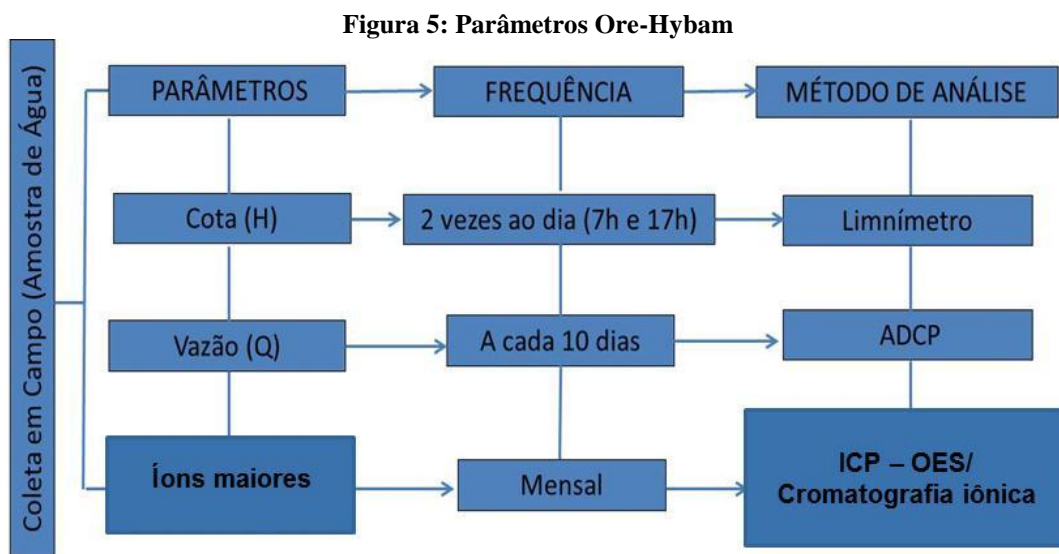 Figura 5: Parâmetros Ore-Hybam
Coleta em Campo (Amostra de Água)
PARÂMETROS
FREQUÊNCIA
MÉTODO DE ANÁLISE
Cota (H)
2 vezes ao dia (7h e 17h)
Limnímetro
Vazão (Q)
A cada 10 dias
ADCP
Íons maiores
Mensal
ICP – OES/
Cromatografia iônica